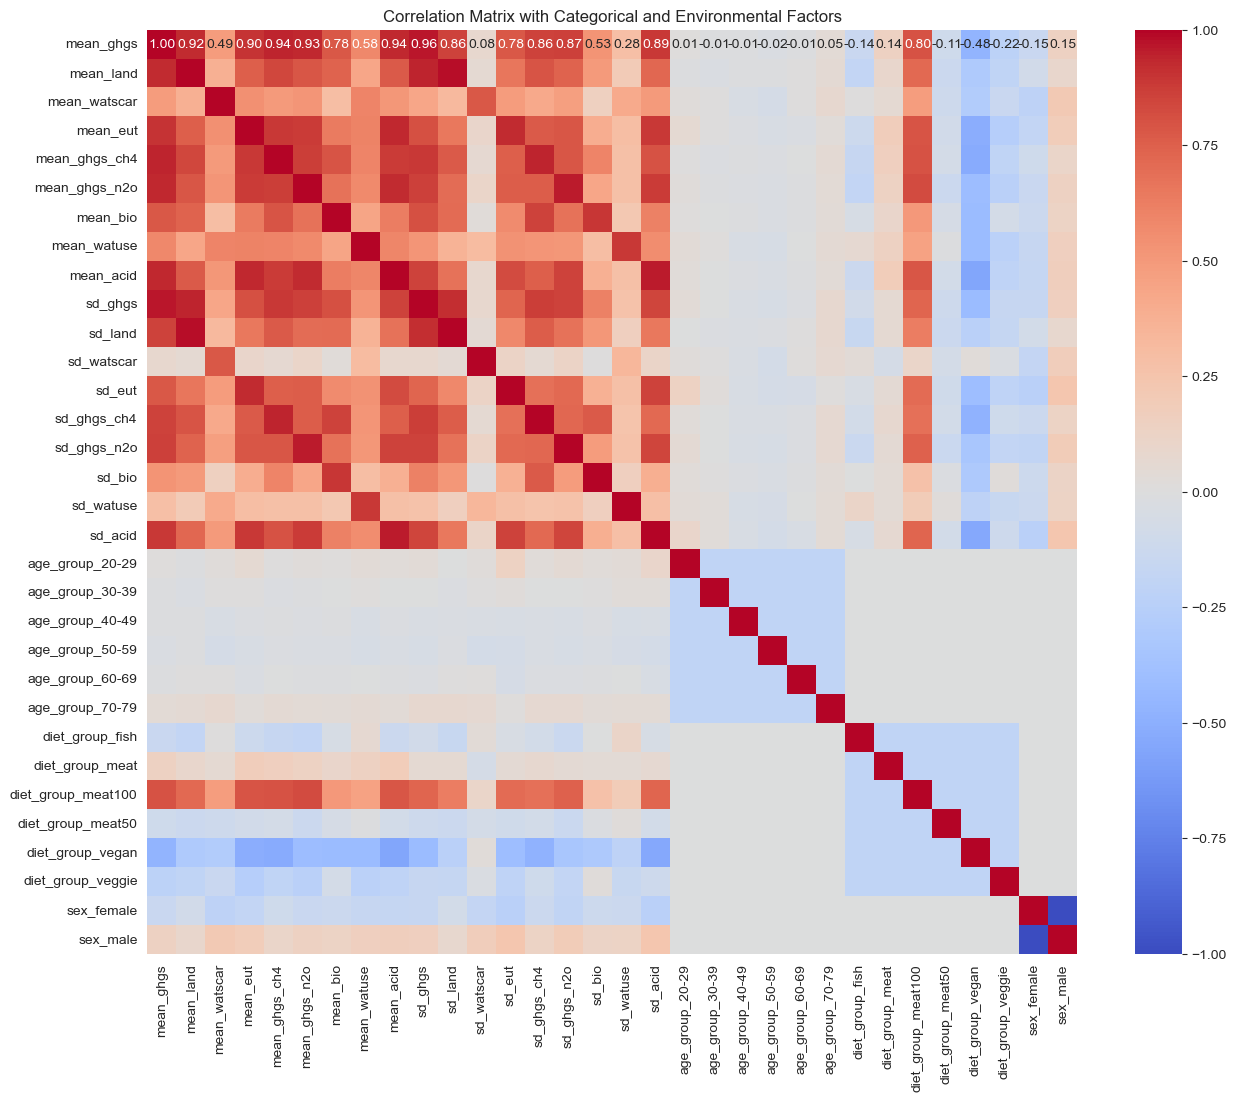 Correlation Matrix with Categorical and Environmental Factors
mean_ghgs 1.00 0.92 0.49 0.90 0.94 0.93 0.78 0.58 0.94 0.96 0.86 0.08 0.78 0.86 0.87 0.53 0.28 0.89 0.01 -0.01 -0.01 -0.02 -0.01 0.05 -0.14 0.14 0.80 -0.11 -0.48 -0.22 -0.15 0.15
mean_land
mean_watscar
mean_eut
mean_ghgs_ch4
mean_ghgs_n2o
mean_bio
mean_watuse
mean_acid
sd_ghgs
sd_land
sd_watscar
sd_eut
sd_ghgs_ch4
sd_ghgs_n2o
sd_bio
sd_watuse
sd_acid
age_group_20-29
age_group_30-39
age_group_40-49
age_group_50-59
age_group_60-69
age_group_70-79
diet_group_fish
diet_group_meat
diet_group_meat100
diet_group_meat50
diet_group_vegan
diet_group_veggie
sex_female
sex_male
mean_ghgs
mean_land
mean_watscar
mean_eut
mean_ghgs_ch4
mean_ghgs_n2o
mean_bio
mean_watuse
mean_acid
sd_ghgs
sd_land
sd_watscar
sd_eut
sd_ghgs_ch4
sd_ghgs_n2o
sd_bio
sd_watuse
sd_acid
age_group_20-29
age_group_30-39
age_group_40-49
age_group_50-59
age_group_60-69
age_group_70-79
diet_group_fish
diet_group_meat
diet_group_meat100
diet_group_meat50
diet_group_vegan
diet_group_veggie
sex_female
sex_male
1.00
0.75
0.50
0.25
0.00
−0.25
−0.50
−0.75
−1.00